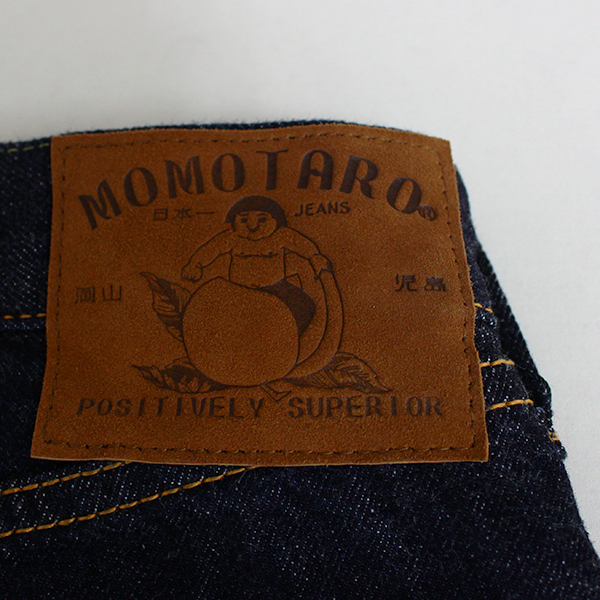 MOMOTARO®
日本一 JEANS
岡山 児島
POSITIVELY SUPERIOR